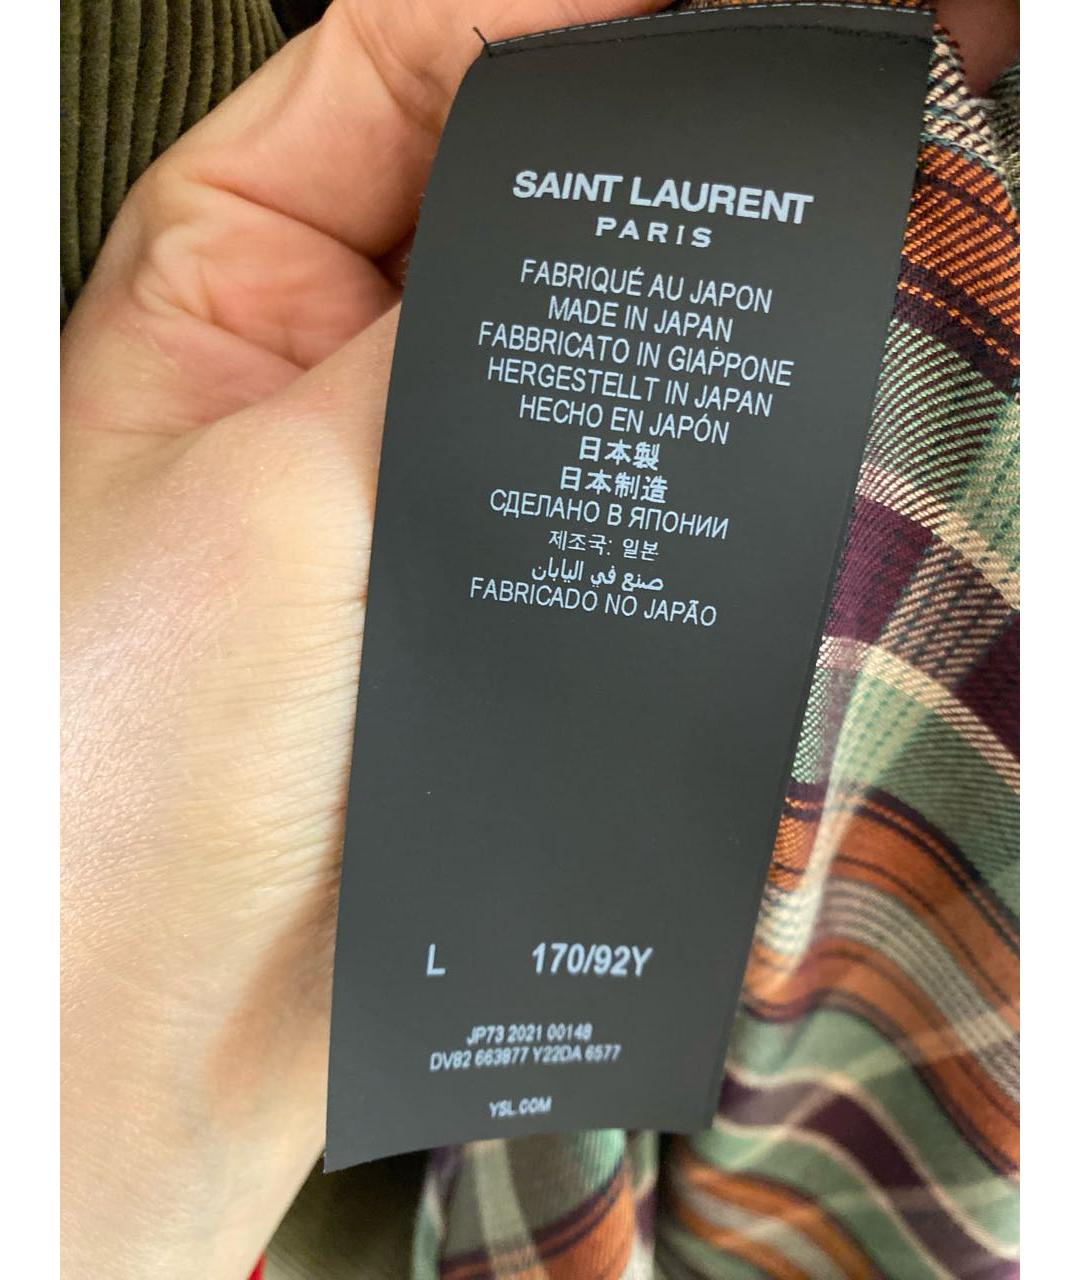 SAINT LAURENT
PARIS
FABRIQUÉ AU JAPON
MADE IN JAPAN
FABBRICATO IN GIAPPONE
HERGESTELLT IN JAPAN
HECHO EN JAPÓN
日本製
日本制造
СДЕЛАНО В ЯПОНИИ
제조국: 일본
صنع في اليابان
FABRICADO NO JAPÃO
L 170/92Y
JP73 2021 00148
DV82 663877 Y22DA 6577
YSL.COM